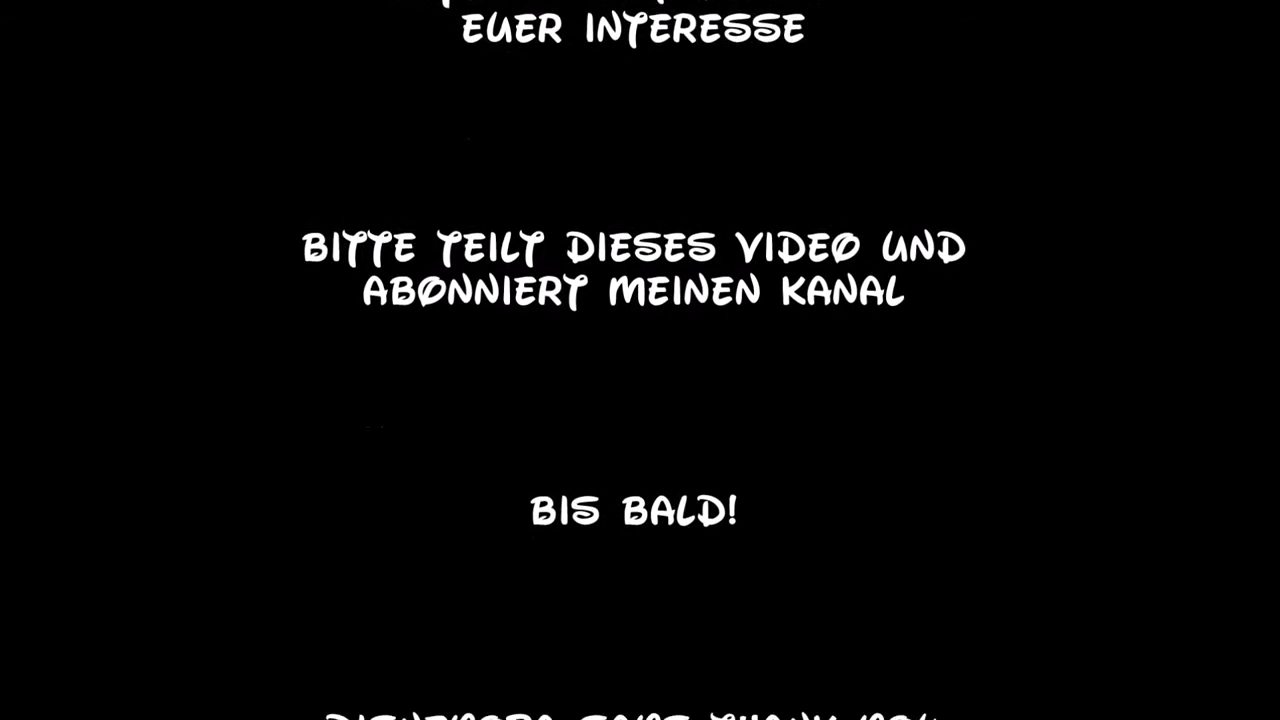 EUER INTERESSE
BITTE TEILT DIESES VIDEO UND
ABONNIERT MEINEN KANAL
BIS BALD!